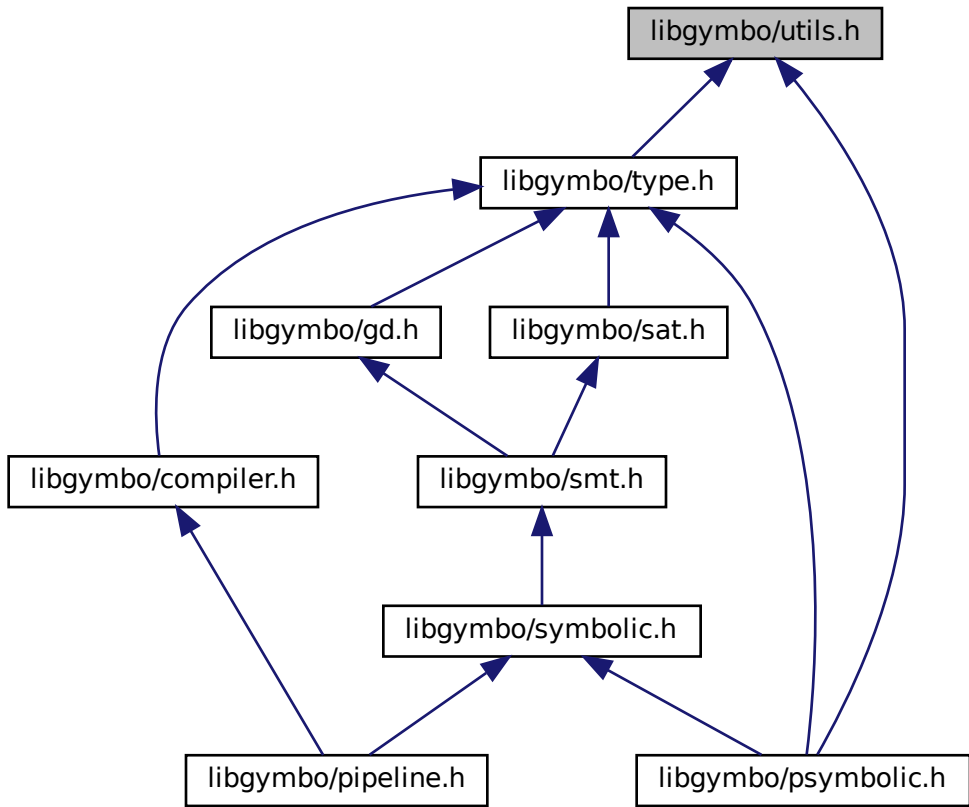 libgymbo/utils.h
libgymbo/type.h
libgymbo/gd.h
libgymbo/sat.h
libgymbo/compiler.h
libgymbo/smt.h
libgymbo/symbolic.h
libgymbo/pipeline.h
libgymbo/psymbolic.h